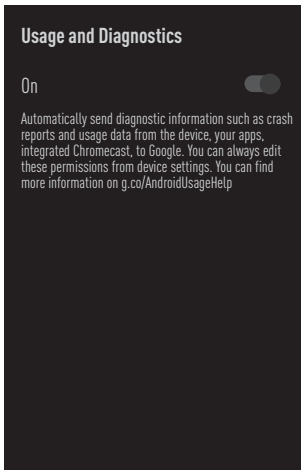 Usage and Diagnostics
On
Automatically send diagnostic information such as crash
reports and usage data from the device, your apps,
integrated Chromecast, to Google. You can always edit
these permissions from device settings. You can find
more information on g.co/AndroidUsageHelp